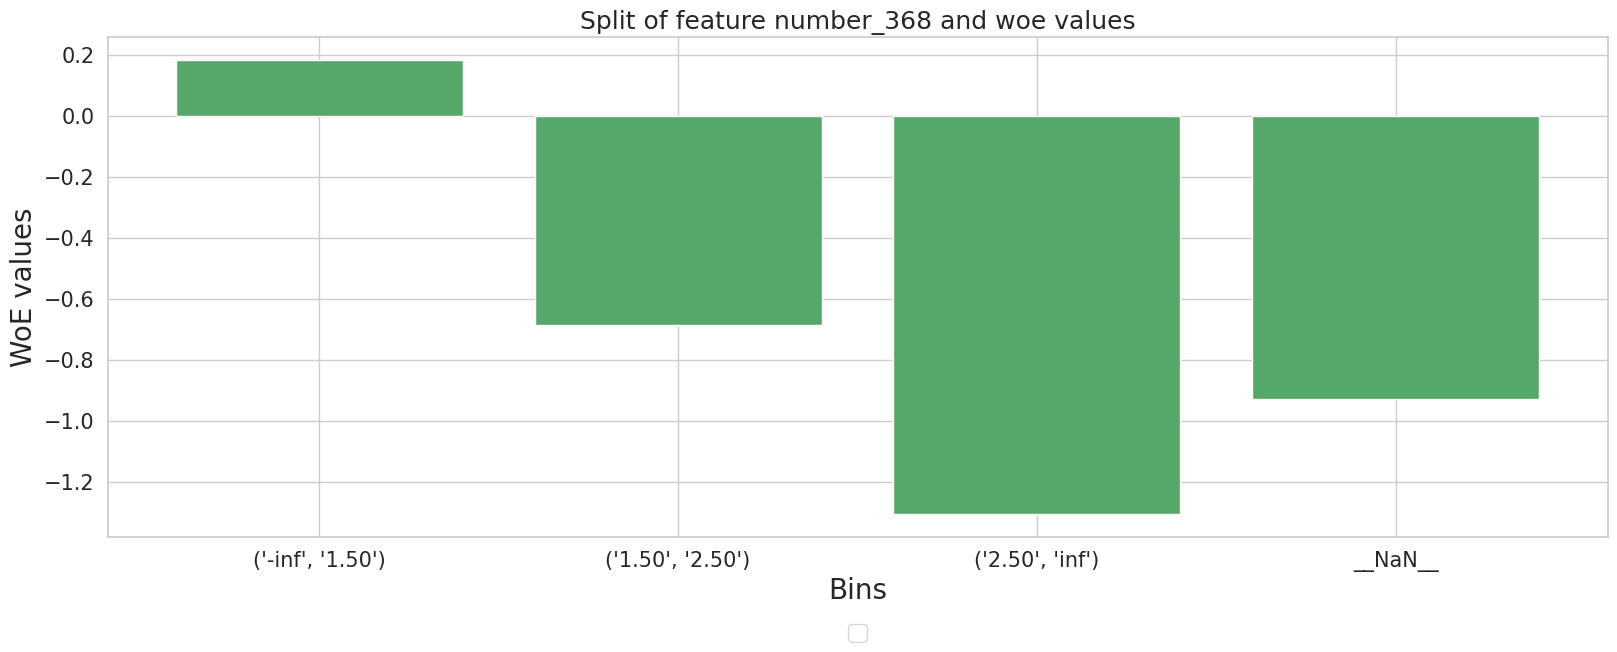 Split of feature number_368 and woe values
WoE values
0.2
0.0
−0.2
−0.4
−0.6
−0.8
−1.0
−1.2
('-inf', '1.50')
('1.50', '2.50')
('2.50', 'inf')
__NaN__
Bins